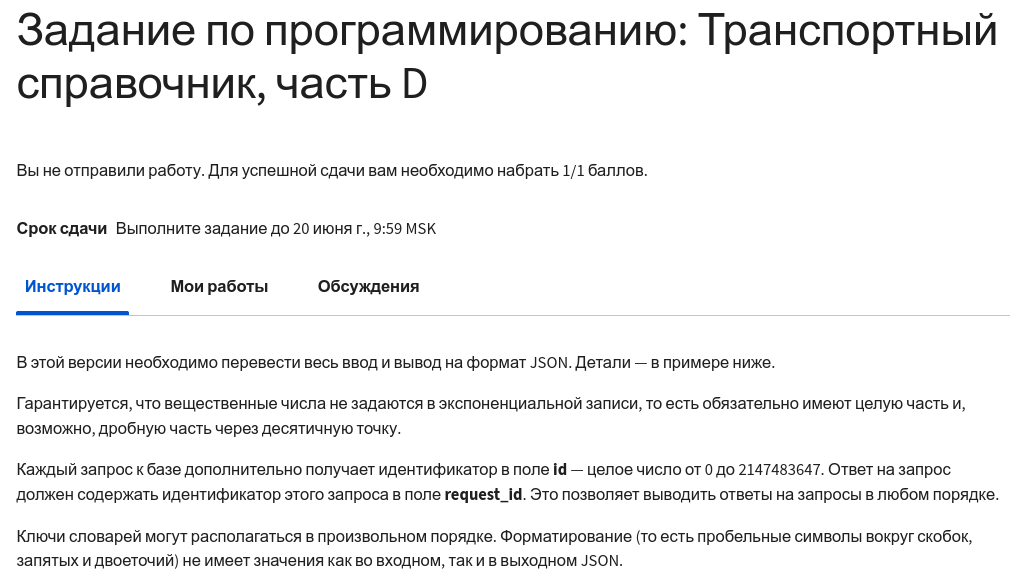 Задание по программированию: Транспортный
справочник, часть D
Вы не отправили работу. Для успешной сдачи вам необходимо набрать 1/1 баллов.
Срок сдачи Выполните задание до 20 июня г., 9:59 MSK
Инструкции Мои работы Обсуждения
В этой версии необходимо перевести весь ввод и вывод на формат JSON. Детали — в примере ниже.
Гарантируется, что вещественные числа не задаются в экспоненциальной записи, то есть обязательно имеют целую часть и,
возможно, дробную часть через десятичную точку.
Каждый запрос к базе дополнительно получает идентификатор в поле id — целое число от 0 до 2147483647. Ответ на запрос
должен содержать идентификатор этого запроса в поле request_id. Это позволяет выводить ответы на запросы в любом порядке.
Ключи словарей могут располагаться в произвольном порядке. Форматирование (то есть пробельные символы вокруг скобок,
запятых и двоеточий) не имеет значения как во входном, так и в выходном JSON.